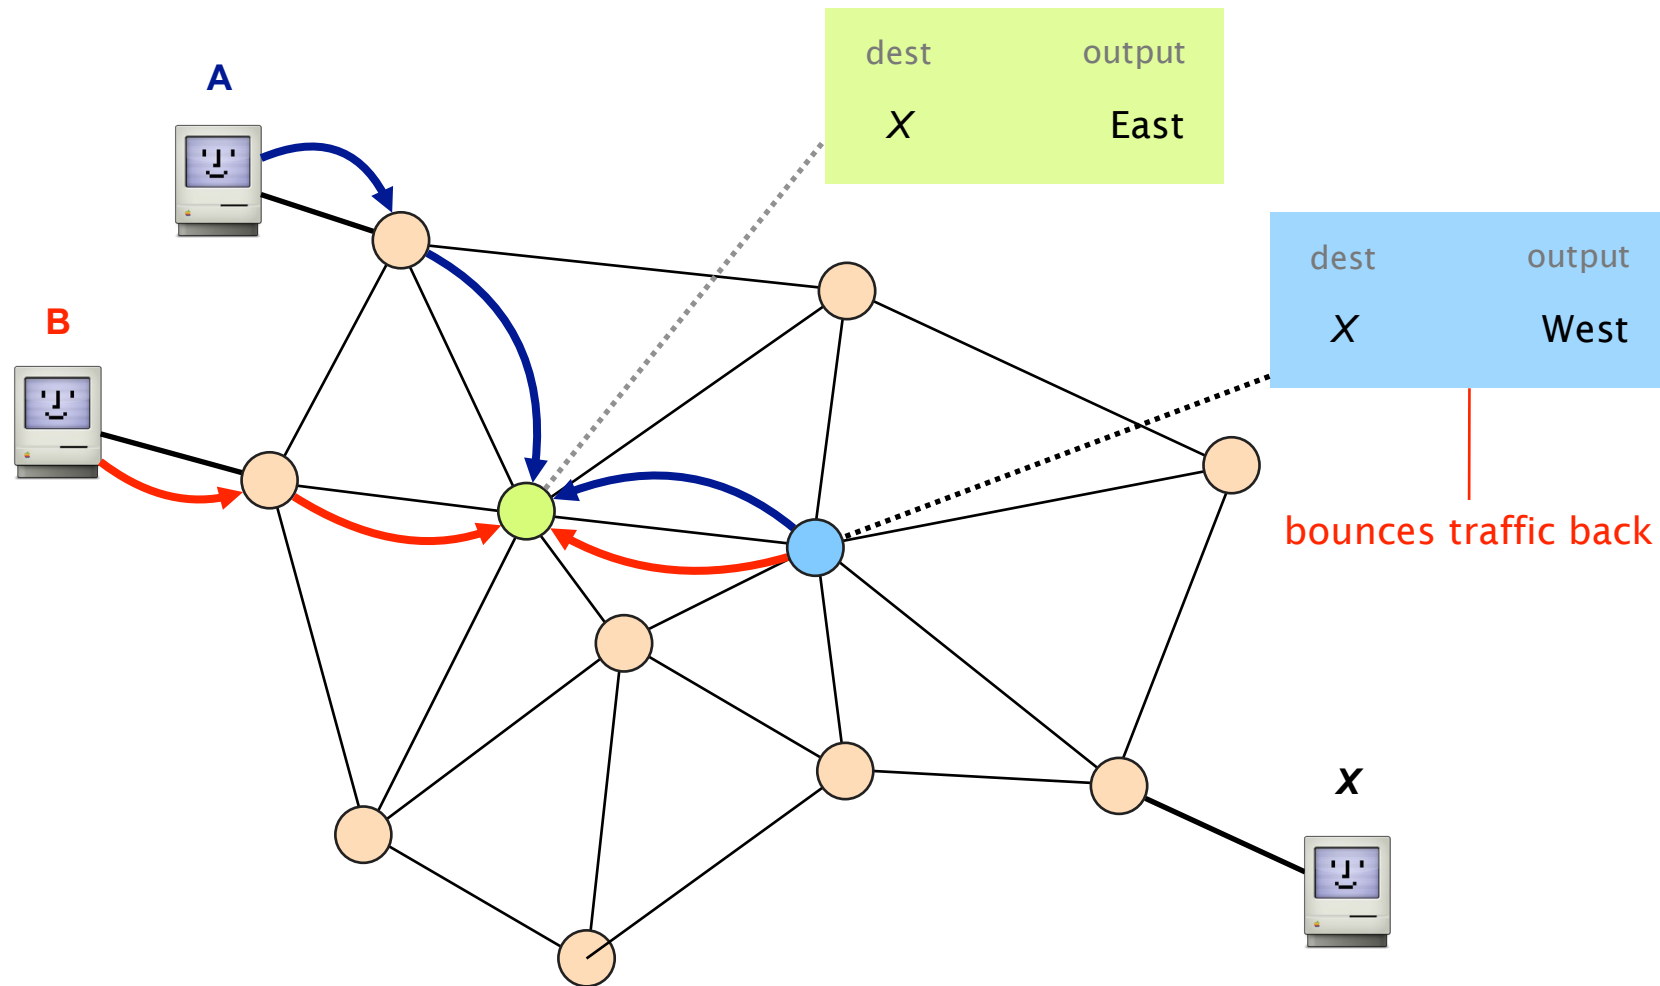 dest output
X East
A
dest output
X West
B
bounces traffic back
X